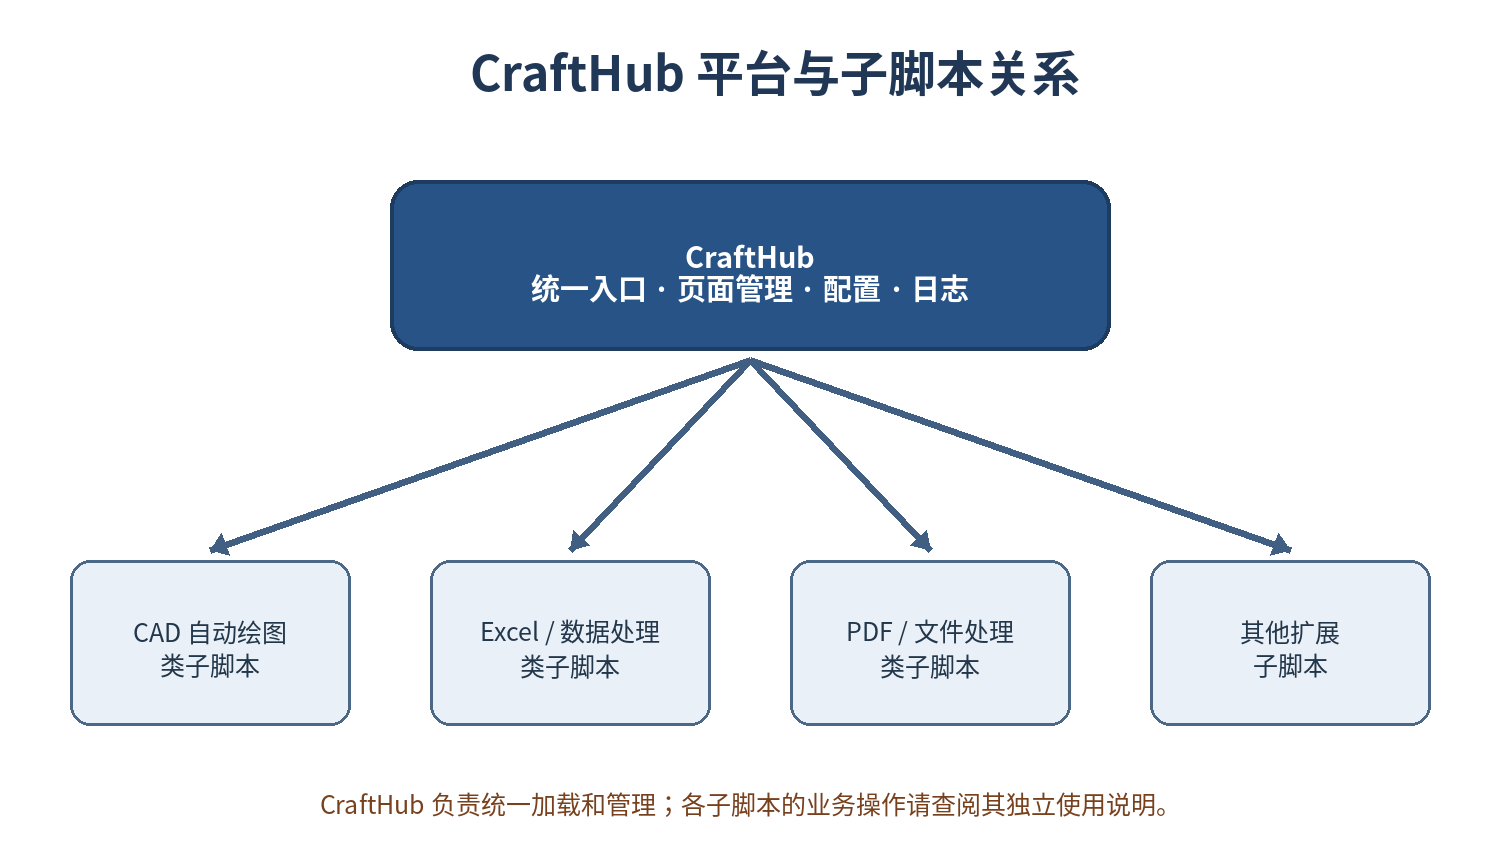 CraftHub 平台与子脚本关系
CraftHub
统一入口 · 页面管理 · 配置 · 日志
CAD 自动绘图
类子脚本
Excel / 数据处理
类子脚本
PDF / 文件处理
类子脚本
其他扩展
子脚本
CraftHub 负责统一加载和管理；各子脚本的业务操作请查阅其独立使用说明。